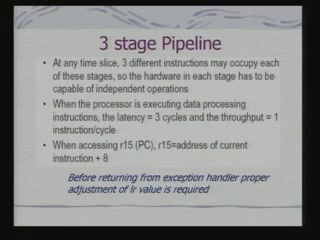 3 stage Pipeline
• At any time slice, 3 different instructions may occupy each
of these stages, so the hardware in each stage has to be
capable of independent operations
• When the processor is executing data processing
instructions, the latency = 3 cycles and the throughput = 1
instruction/cycle
• When accessing r15 (PC), r15=address of current
instruction + 8
Before returning from exception handler proper
adjustment of lr value is required